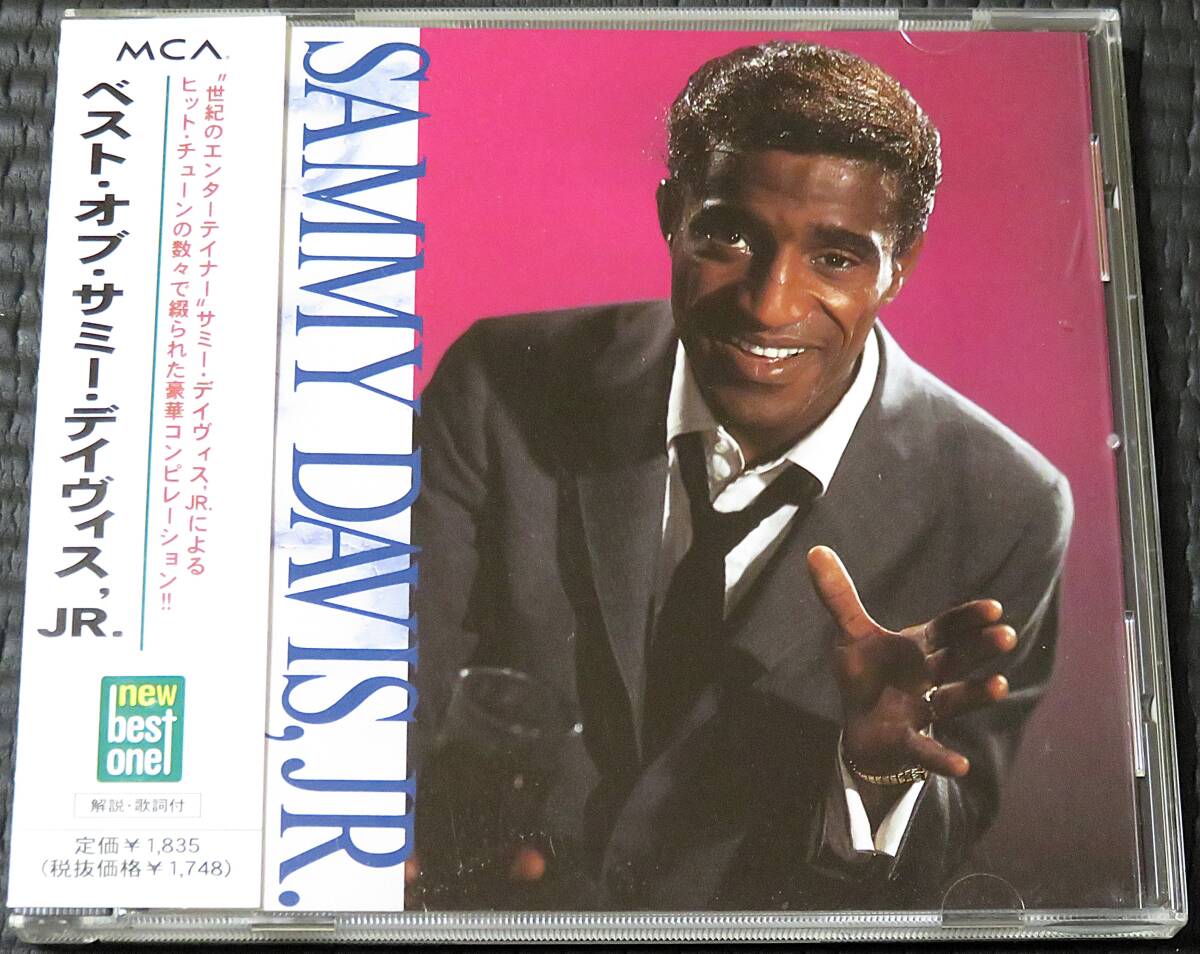 MCA®
"世紀のエンターテイナー"サミー・デイヴィス,JR.による
ヒット・チューンの数々で綴られた豪華コンピレーション!!
ベスト・オブ・サミー・デイヴィス,JR.
new
best
one!
解説・歌詞付
定価¥1,835
(税抜価格¥1,748)
SAMMY DAVIS, JR.